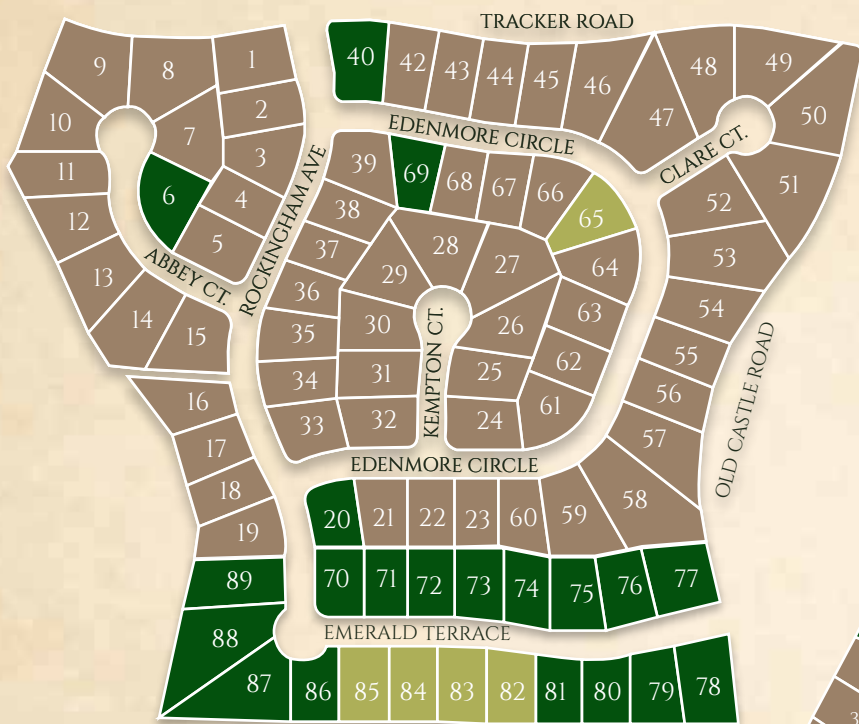 TRACKER ROAD
40 42 43 44 45 46 47 48 49 50
9 8 1
10 7 2
11 6 3
12 4
13 5
14 15
ABBEY CT.
ROCKINGHAM AVE
EDENMORE CIRCLE
CLARE CT.
39 69 68 67 66 65
51
52
38 28 27 64 53
37 29
36 30 26 63 54
35 31 25 62 55
34 32 24 61 56
33 57
KEMPTON CT.
OLD CASTLE ROAD
16
17
18
19
EDENMORE CIRCLE
20 21 22 23 60 59 58
70 71 72 73 74 75 76 77
89
88
87
EMERALD TERRACE
86 85 84 83 82 81 80 79 78